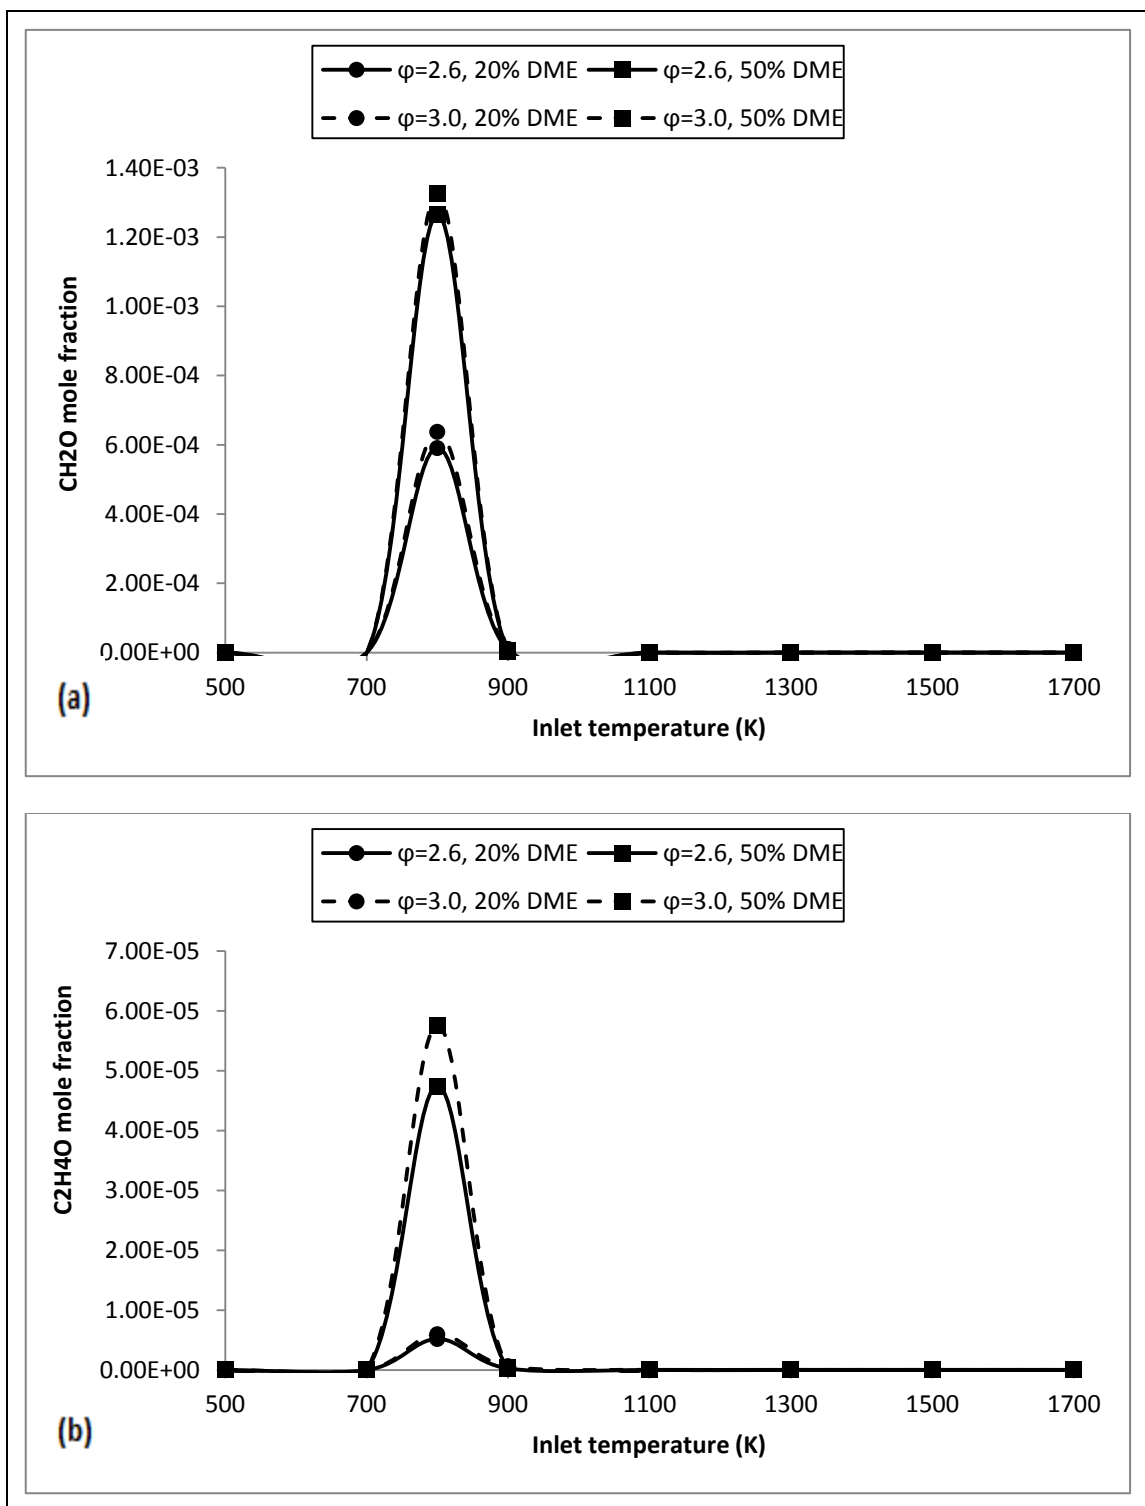 φ=2.6, 20% DME φ=2.6, 50% DME
φ=3.0, 20% DME φ=3.0, 50% DME
1.40E-03
1.20E-03
1.00E-03
8.00E-04
6.00E-04
4.00E-04
2.00E-04
0.00E+00
CH2O mole fraction
500 700 900 1100 1300 1500 1700
Inlet temperature (K)
(a)
φ=2.6, 20% DME φ=2.6, 50% DME
φ=3.0, 20% DME φ=3.0, 50% DME
7.00E-05
6.00E-05
5.00E-05
4.00E-05
3.00E-05
2.00E-05
1.00E-05
0.00E+00
C2H4O mole fraction
500 700 900 1100 1300 1500 1700
Inlet temperature (K)
(b)